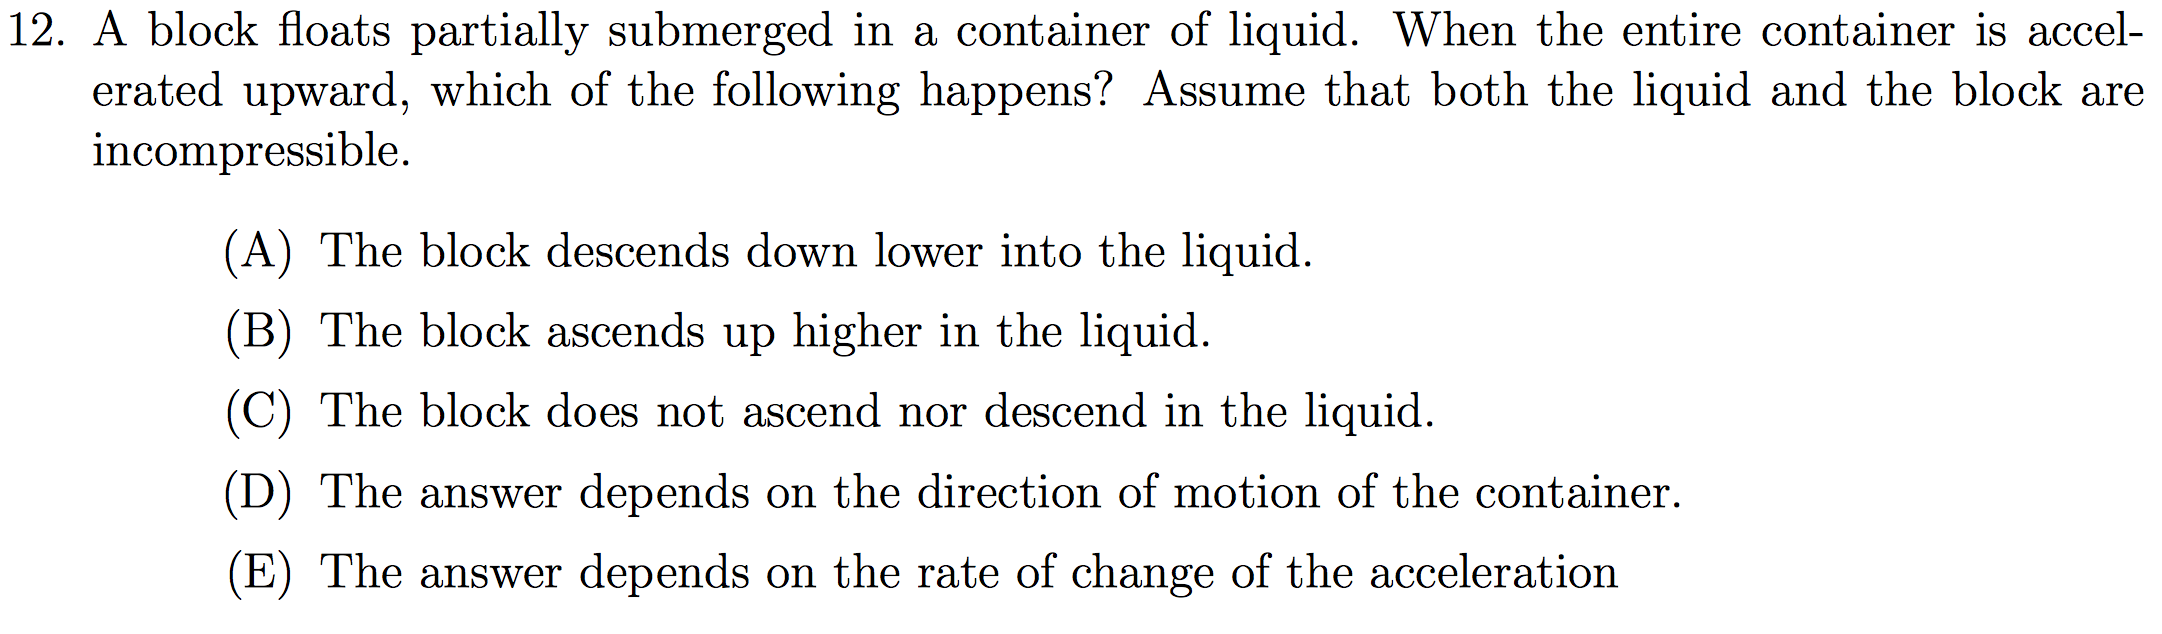 12. A block floats partially submerged in a container of liquid. When the entire container is accel-
erated upward, which of the following happens? Assume that both the liquid and the block are
incompressible.
(A) The block descends down lower into the liquid.
(B) The block ascends up higher in the liquid.
(C) The block does not ascend nor descend in the liquid.
(D) The answer depends on the direction of motion of the container.
(E) The answer depends on the rate of change of the acceleration